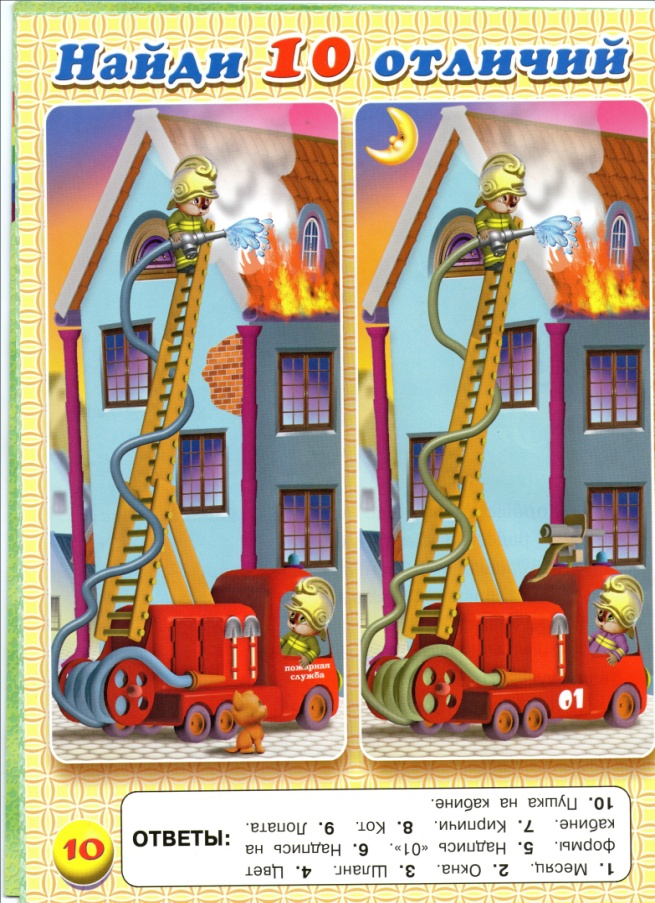 Найди 10 отличий
пожарная
служба
01
ОТВЕТЫ:
1. Месяц. 2. Окна. 3. Шланг. 4. Цвет
формы. 5. Надпись «01». 6. Надпись на
кабине. 7. Кирпичи. 8. Кот. 9. Лопата.
10. Пушка на кабине.
10